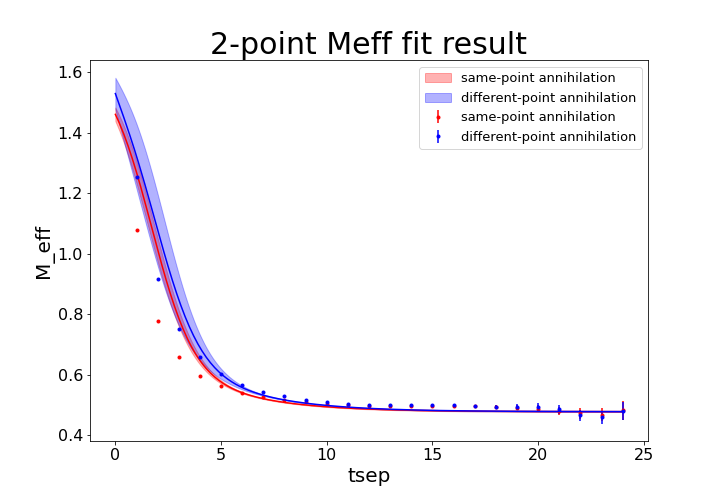 2-point Meff fit result
same-point annihilation
different-point annihilation
same-point annihilation
different-point annihilation
M_eff
1.6
1.4
1.2
1.0
0.8
0.6
0.4
0
5
10
15
20
25
tsep